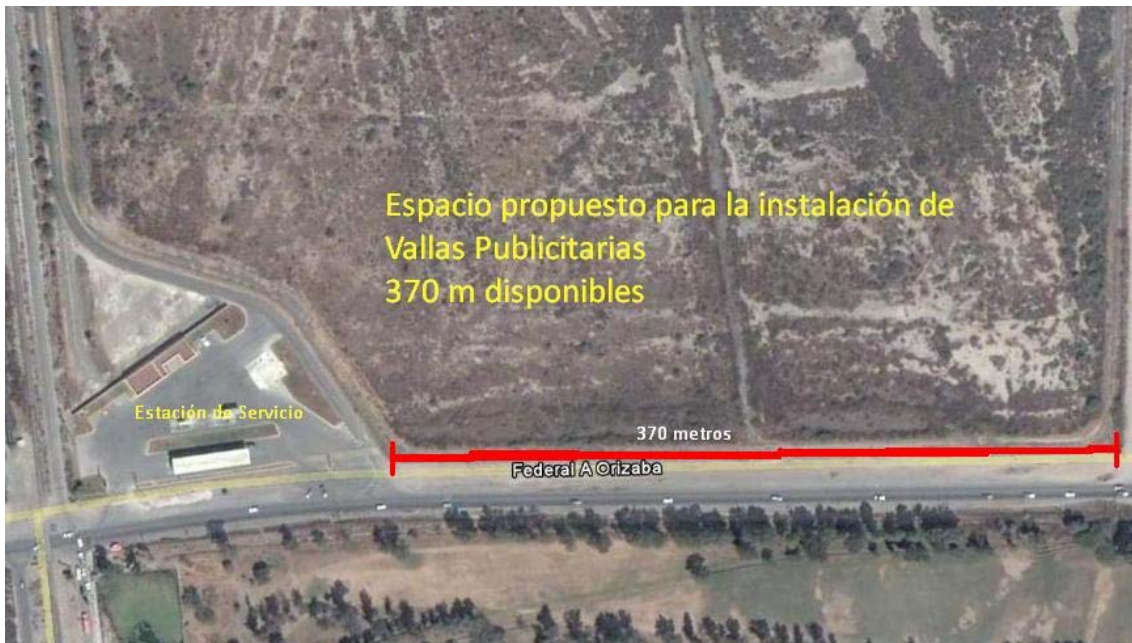 Espacio propuesto para la instalación de
Vallas Publicitarias
370 m disponibles
Estación de Servicio
370 metros
Federal A Orizaba